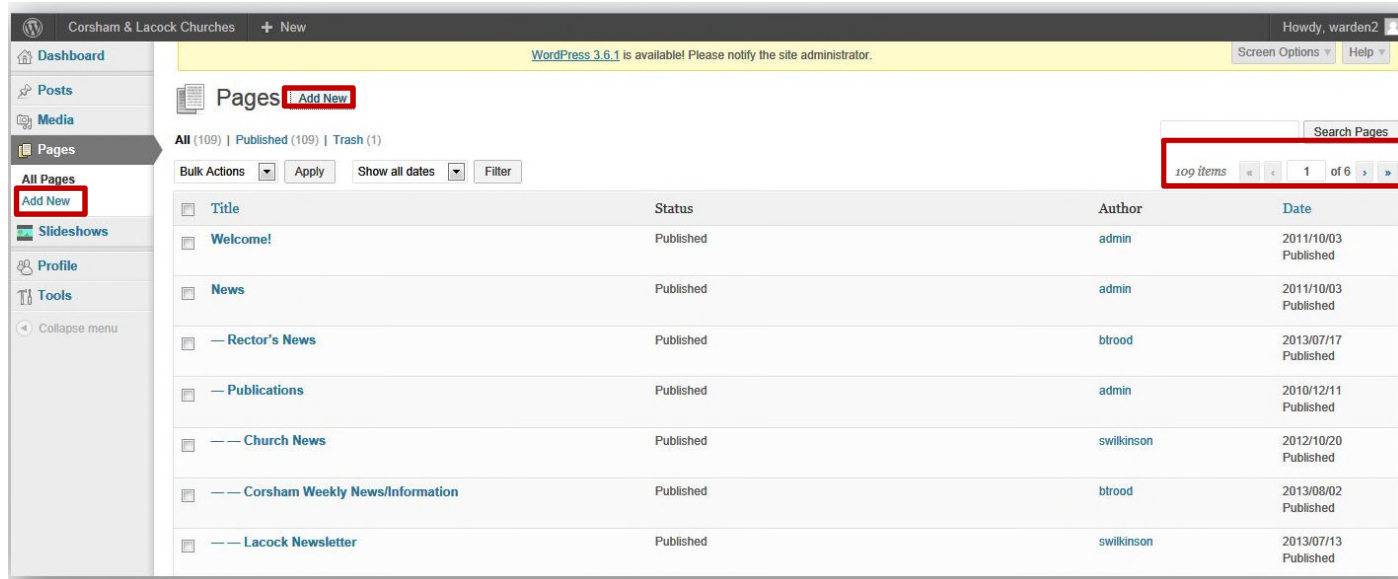 Corsham & Lacock Churches + New Howdy, warden2
Dashboard
Posts
Media
Pages
All Pages
Add New
Slideshows
Profile
Tools
Collapse menu
WordPress 3.6.1 is available! Please notify the site administrator.
Screen Options Help
Pages Add New
All (109) | Published (109) | Trash (1)
Search Pages
Bulk Actions Apply Show all dates Filter
109 items « ‹ 1 of 6 › »
Title Status Author Date
Welcome! Published admin 2011/10/03
Published
News Published admin 2011/10/03
Published
— Rector's News Published btrood 2013/07/17
Published
— Publications Published admin 2010/12/11
Published
— — Church News Published swilkinson 2012/10/20
Published
— — Corsham Weekly News/Information Published btrood 2013/08/02
Published
— — Lacock Newsletter Published swilkinson 2013/07/13
Published